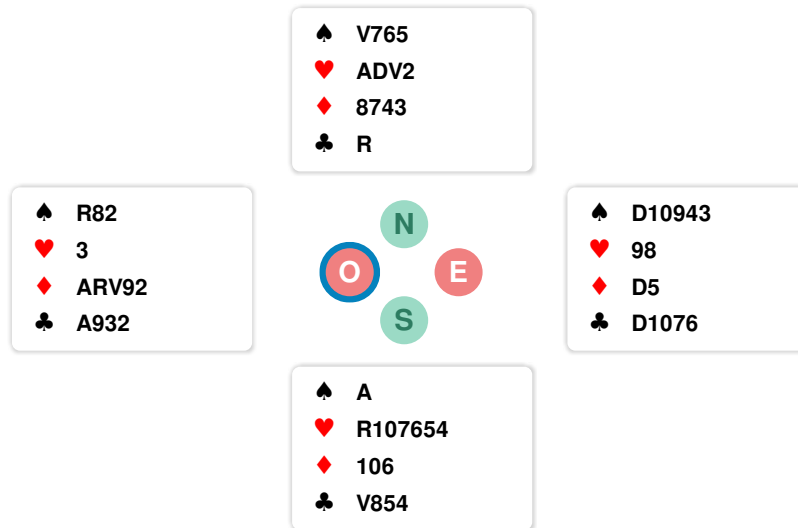 ♠ V765
♥ ADV2
♦ 8743
♣ R
♠ R82
♥ 3
♦ ARV92
♣ A932
N
O E
S
♠ D10943
♥ 98
♦ D5
♣ D1076
♠ A
♥ R107654
♦ 106
♣ V854